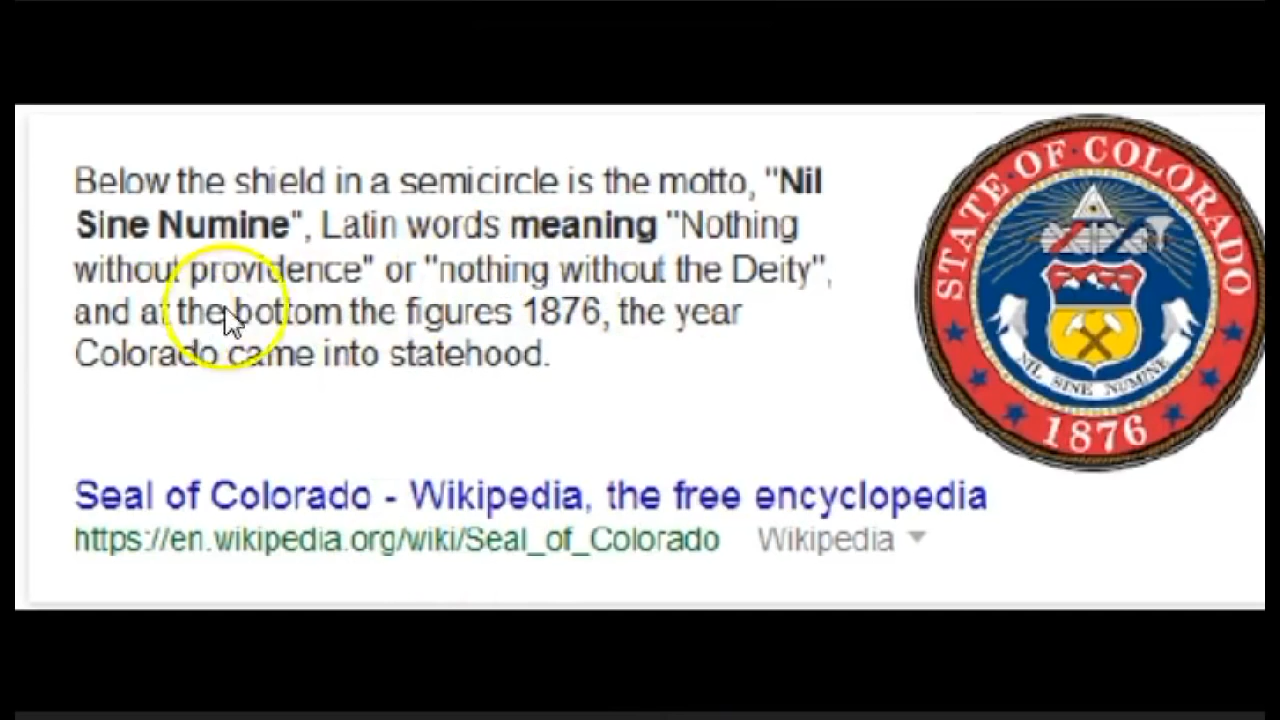 Below the shield in a semicircle is the motto, "Nil
Sine Numine", Latin words meaning "Nothing
without providence" or "nothing without the Deity",
and at the bottom the figures 1876, the year
Colorado came into statehood.
STATE OF COLORADO
NIL SINE NUMINE
1876
Seal of Colorado - Wikipedia, the free encyclopedia
https://en.wikipedia.org/wiki/Seal_of_Colorado Wikipedia